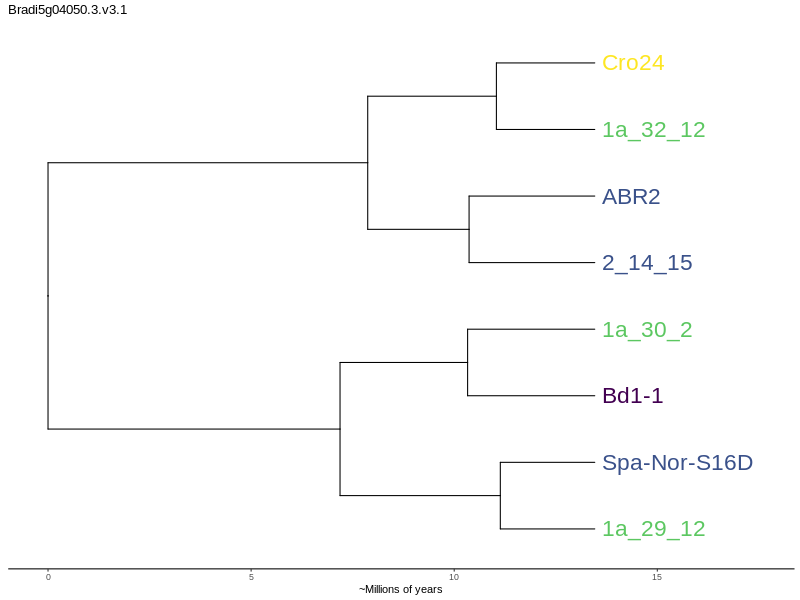 Bradi5g04050.3.v3.1
Cro24
1a_32_12
ABR2
2_14_15
1a_30_2
Bd1-1
Spa-Nor-S16D
1a_29_12
0 5 10 15
~Millions of years